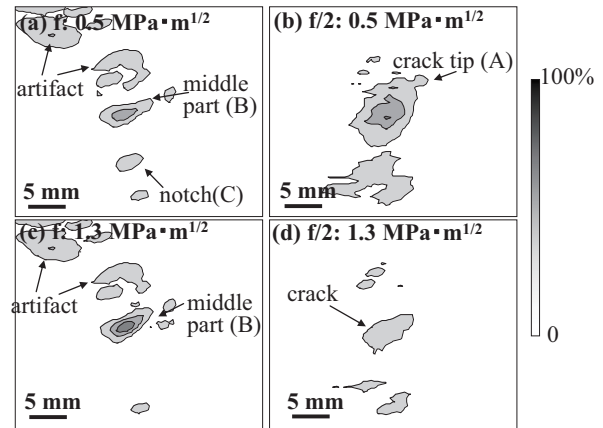 (a) f: 0.5 MPa·m1/2
artifact
middle
part (B)
notch(C)
5 mm
(b) f/2: 0.5 MPa·m1/2
crack tip (A)
5 mm
100%
0
(c) f: 1.3 MPa·m1/2
artifact
middle
part (B)
5 mm
(d) f/2: 1.3 MPa·m1/2
crack
5 mm